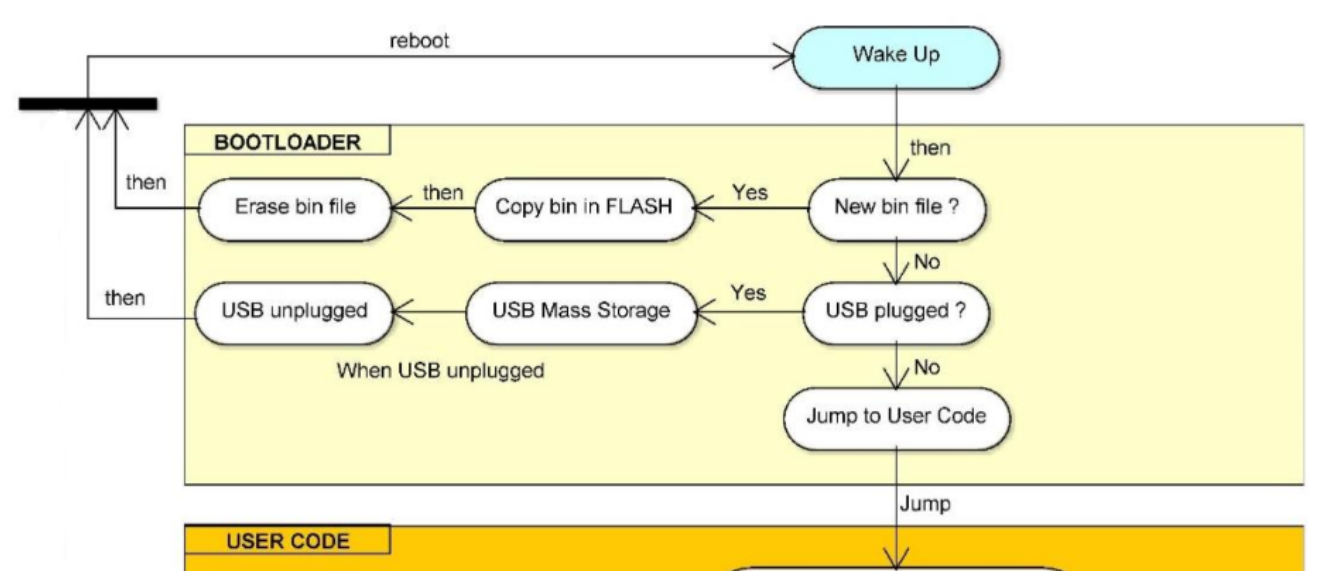 reboot
Wake Up
BOOTLOADER
then
then
Erase bin file
then
Copy bin in FLASH
Yes
New bin file ?
No
then
USB unplugged
USB Mass Storage
Yes
USB plugged ?
When USB unplugged
No
Jump to User Code
Jump
USER CODE